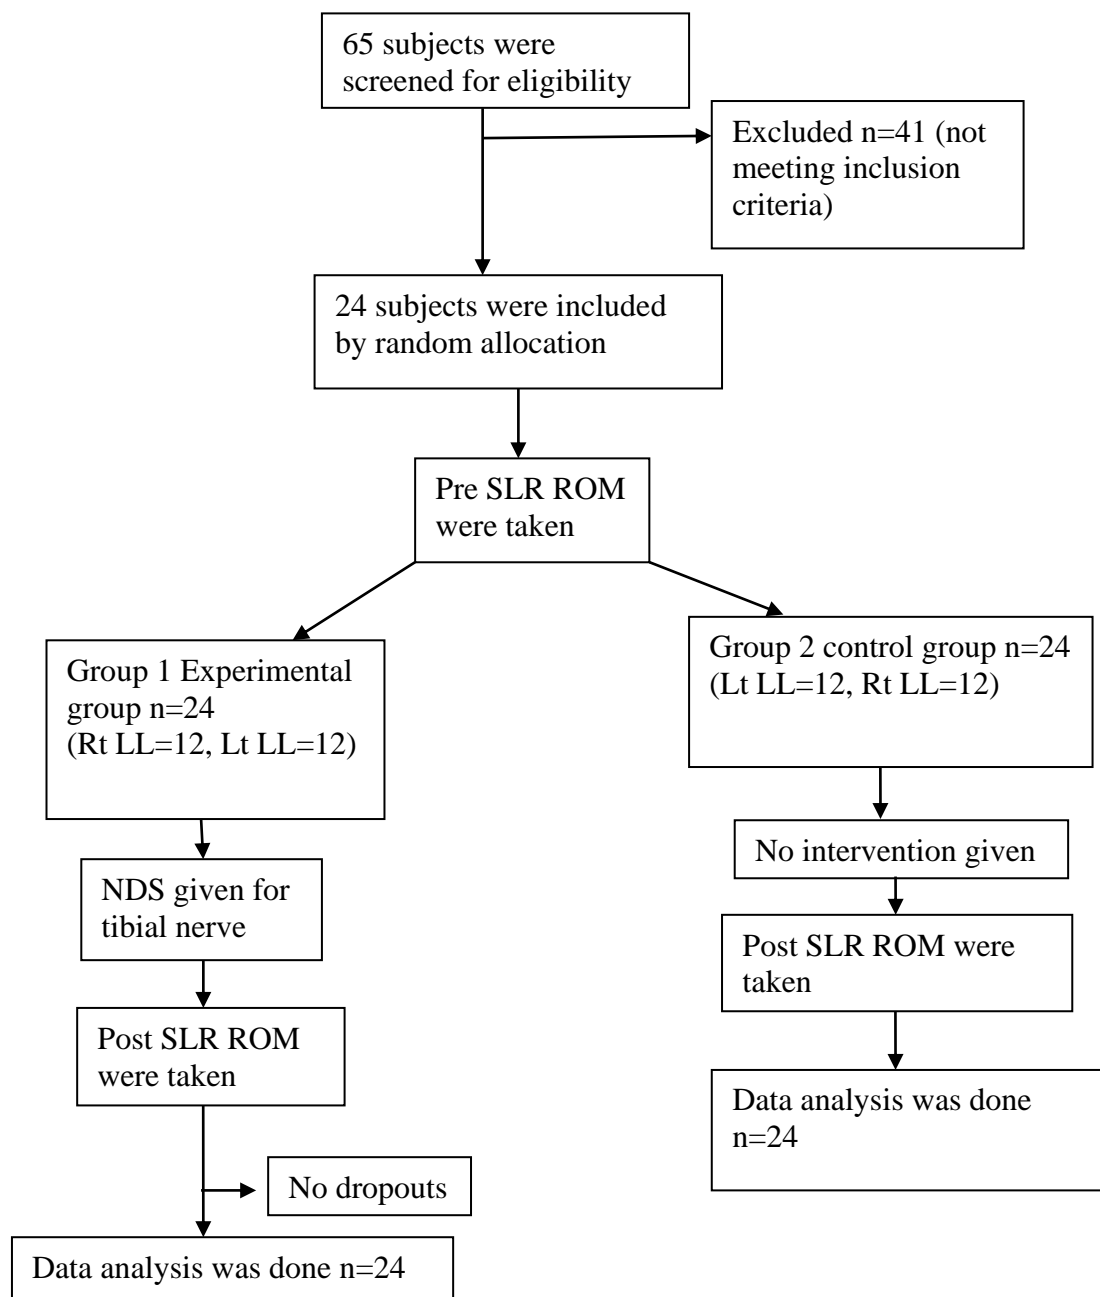 65 subjects were
screened for eligibility
Excluded n=41 (not
meeting inclusion
criteria)
24 subjects were included
by random allocation
Pre SLR ROM
were taken
Group 1 Experimental
group n=24
(Rt LL=12, Lt LL=12)
Group 2 control group n=24
(Lt LL=12, Rt LL=12)
NDS given for
tibial nerve
No intervention given
Post SLR ROM
were taken
Post SLR ROM were
taken
No dropouts
Data analysis was done
n=24
Data analysis was done n=24